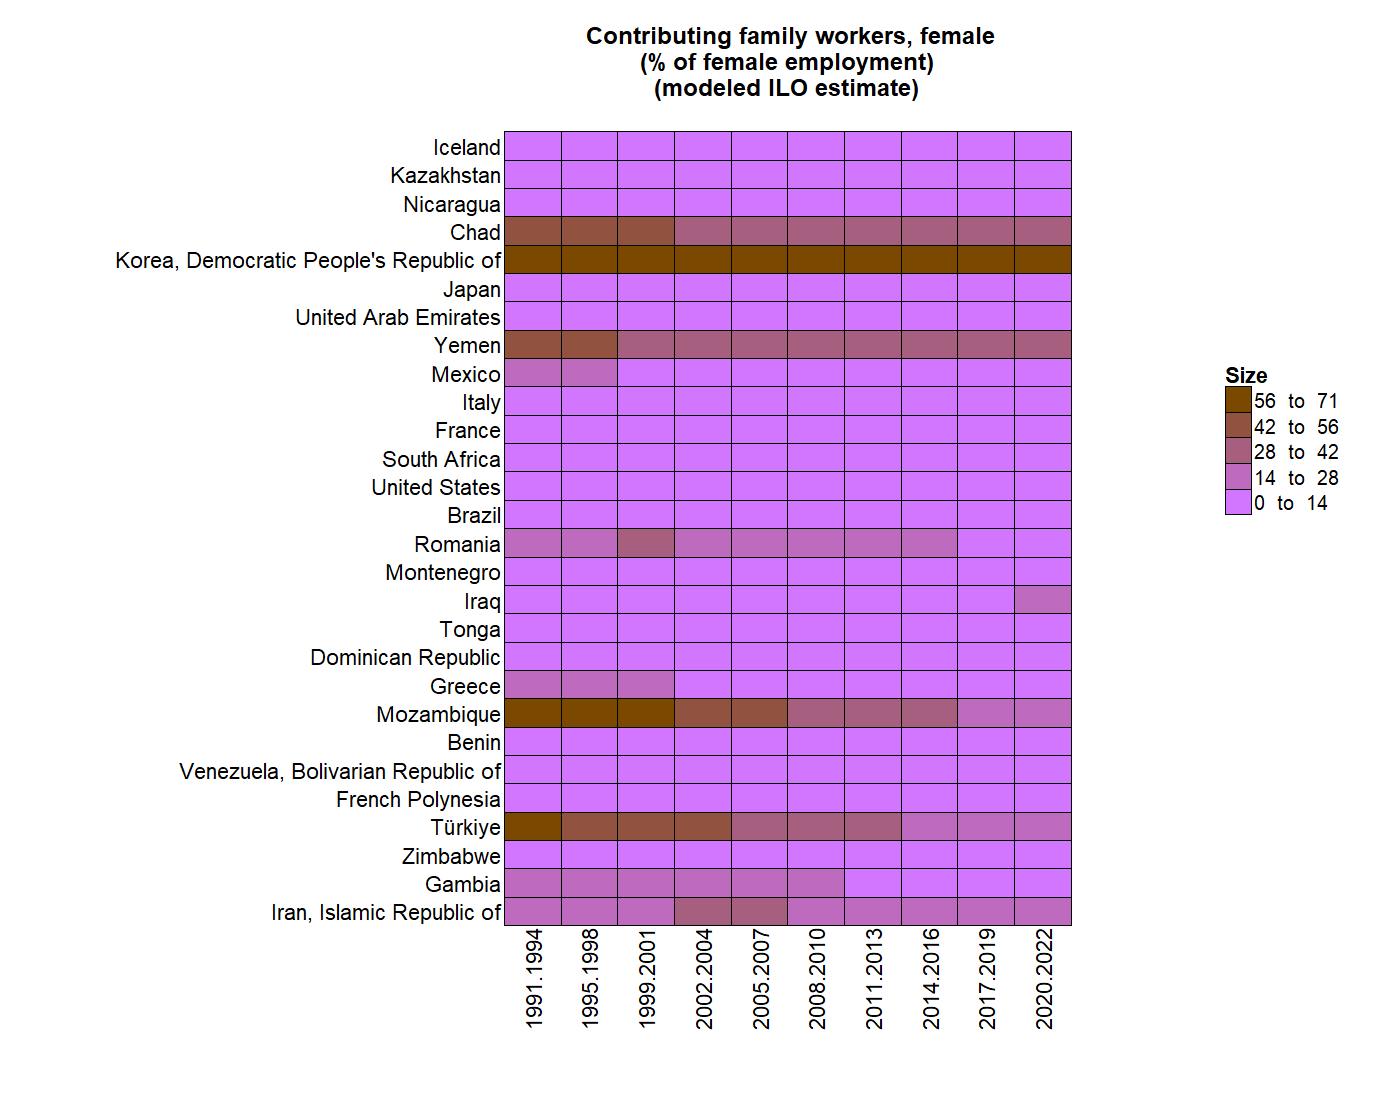 Contributing family workers, female
(% of female employment)
(modeled ILO estimate)
Iceland
Kazakhstan
Nicaragua
Chad
Korea, Democratic People's Republic of
Japan
United Arab Emirates
Yemen
Mexico
Italy
France
South Africa
United States
Brazil
Romania
Montenegro
Iraq
Tonga
Dominican Republic
Greece
Mozambique
Benin
Venezuela, Bolivarian Republic of
French Polynesia
Türkiye
Zimbabwe
Gambia
Iran, Islamic Republic of
1991.1994
1995.1998
1999.2001
2002.2004
2005.2007
2008.2010
2011.2013
2014.2016
2017.2019
2020.2022
Size
56 to 71
42 to 56
28 to 42
14 to 28
0 to 14